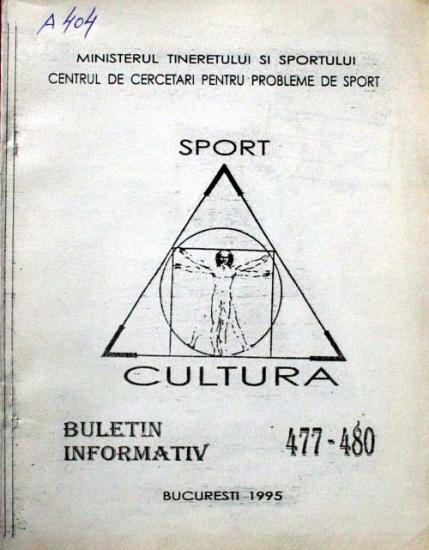 A 404
MINISTERUL TINERETULUI SI SPORTULUI
CENTRUL DE CERCETARI PENTRU PROBLEME DE SPORT
SPORT
CULTURA
BULETIN
INFORMATIV
477-480
BUCURESTI 1995